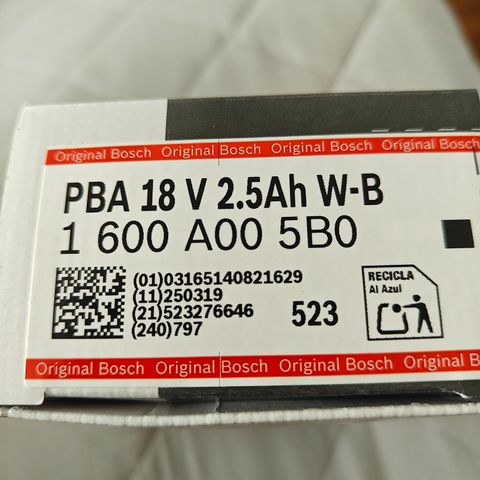 Original Bosch Original Bosch Original Bosch Original Bosch
PBA 18 V 2.5Ah W-B
1 600 A00 5B0
(01)03165140821629
(11)250319
(21)523276646
(240)797
523
RECICLA
Al Azul
Original Bosch Original Bosch Original Bosch Original Bosch